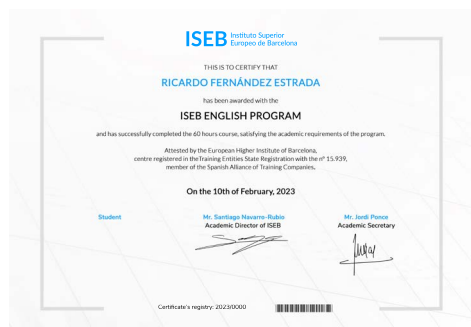 ISEB Instituto Superior
Europeo de Barcelona
THIS IS TO CERTIFY THAT
RICARDO FERNÁNDEZ ESTRADA
has been awarded with the
ISEB ENGLISH PROGRAM
and has successfully completed the 60 hours course, satisfying the academic requirements of the program.
Attested by the European Higher Institute of Barcelona,
centre registered in the Training Entities State Registration with the nº 15.939,
member of the Spanish Alliance of Training Companies.
On the 10th of February, 2023
Student Mr. Santiago Navarro-Rubio Mr. Jordi Ponce
Academic Director of ISEB Academic Secretary
Certificate's registry: 2023/0000